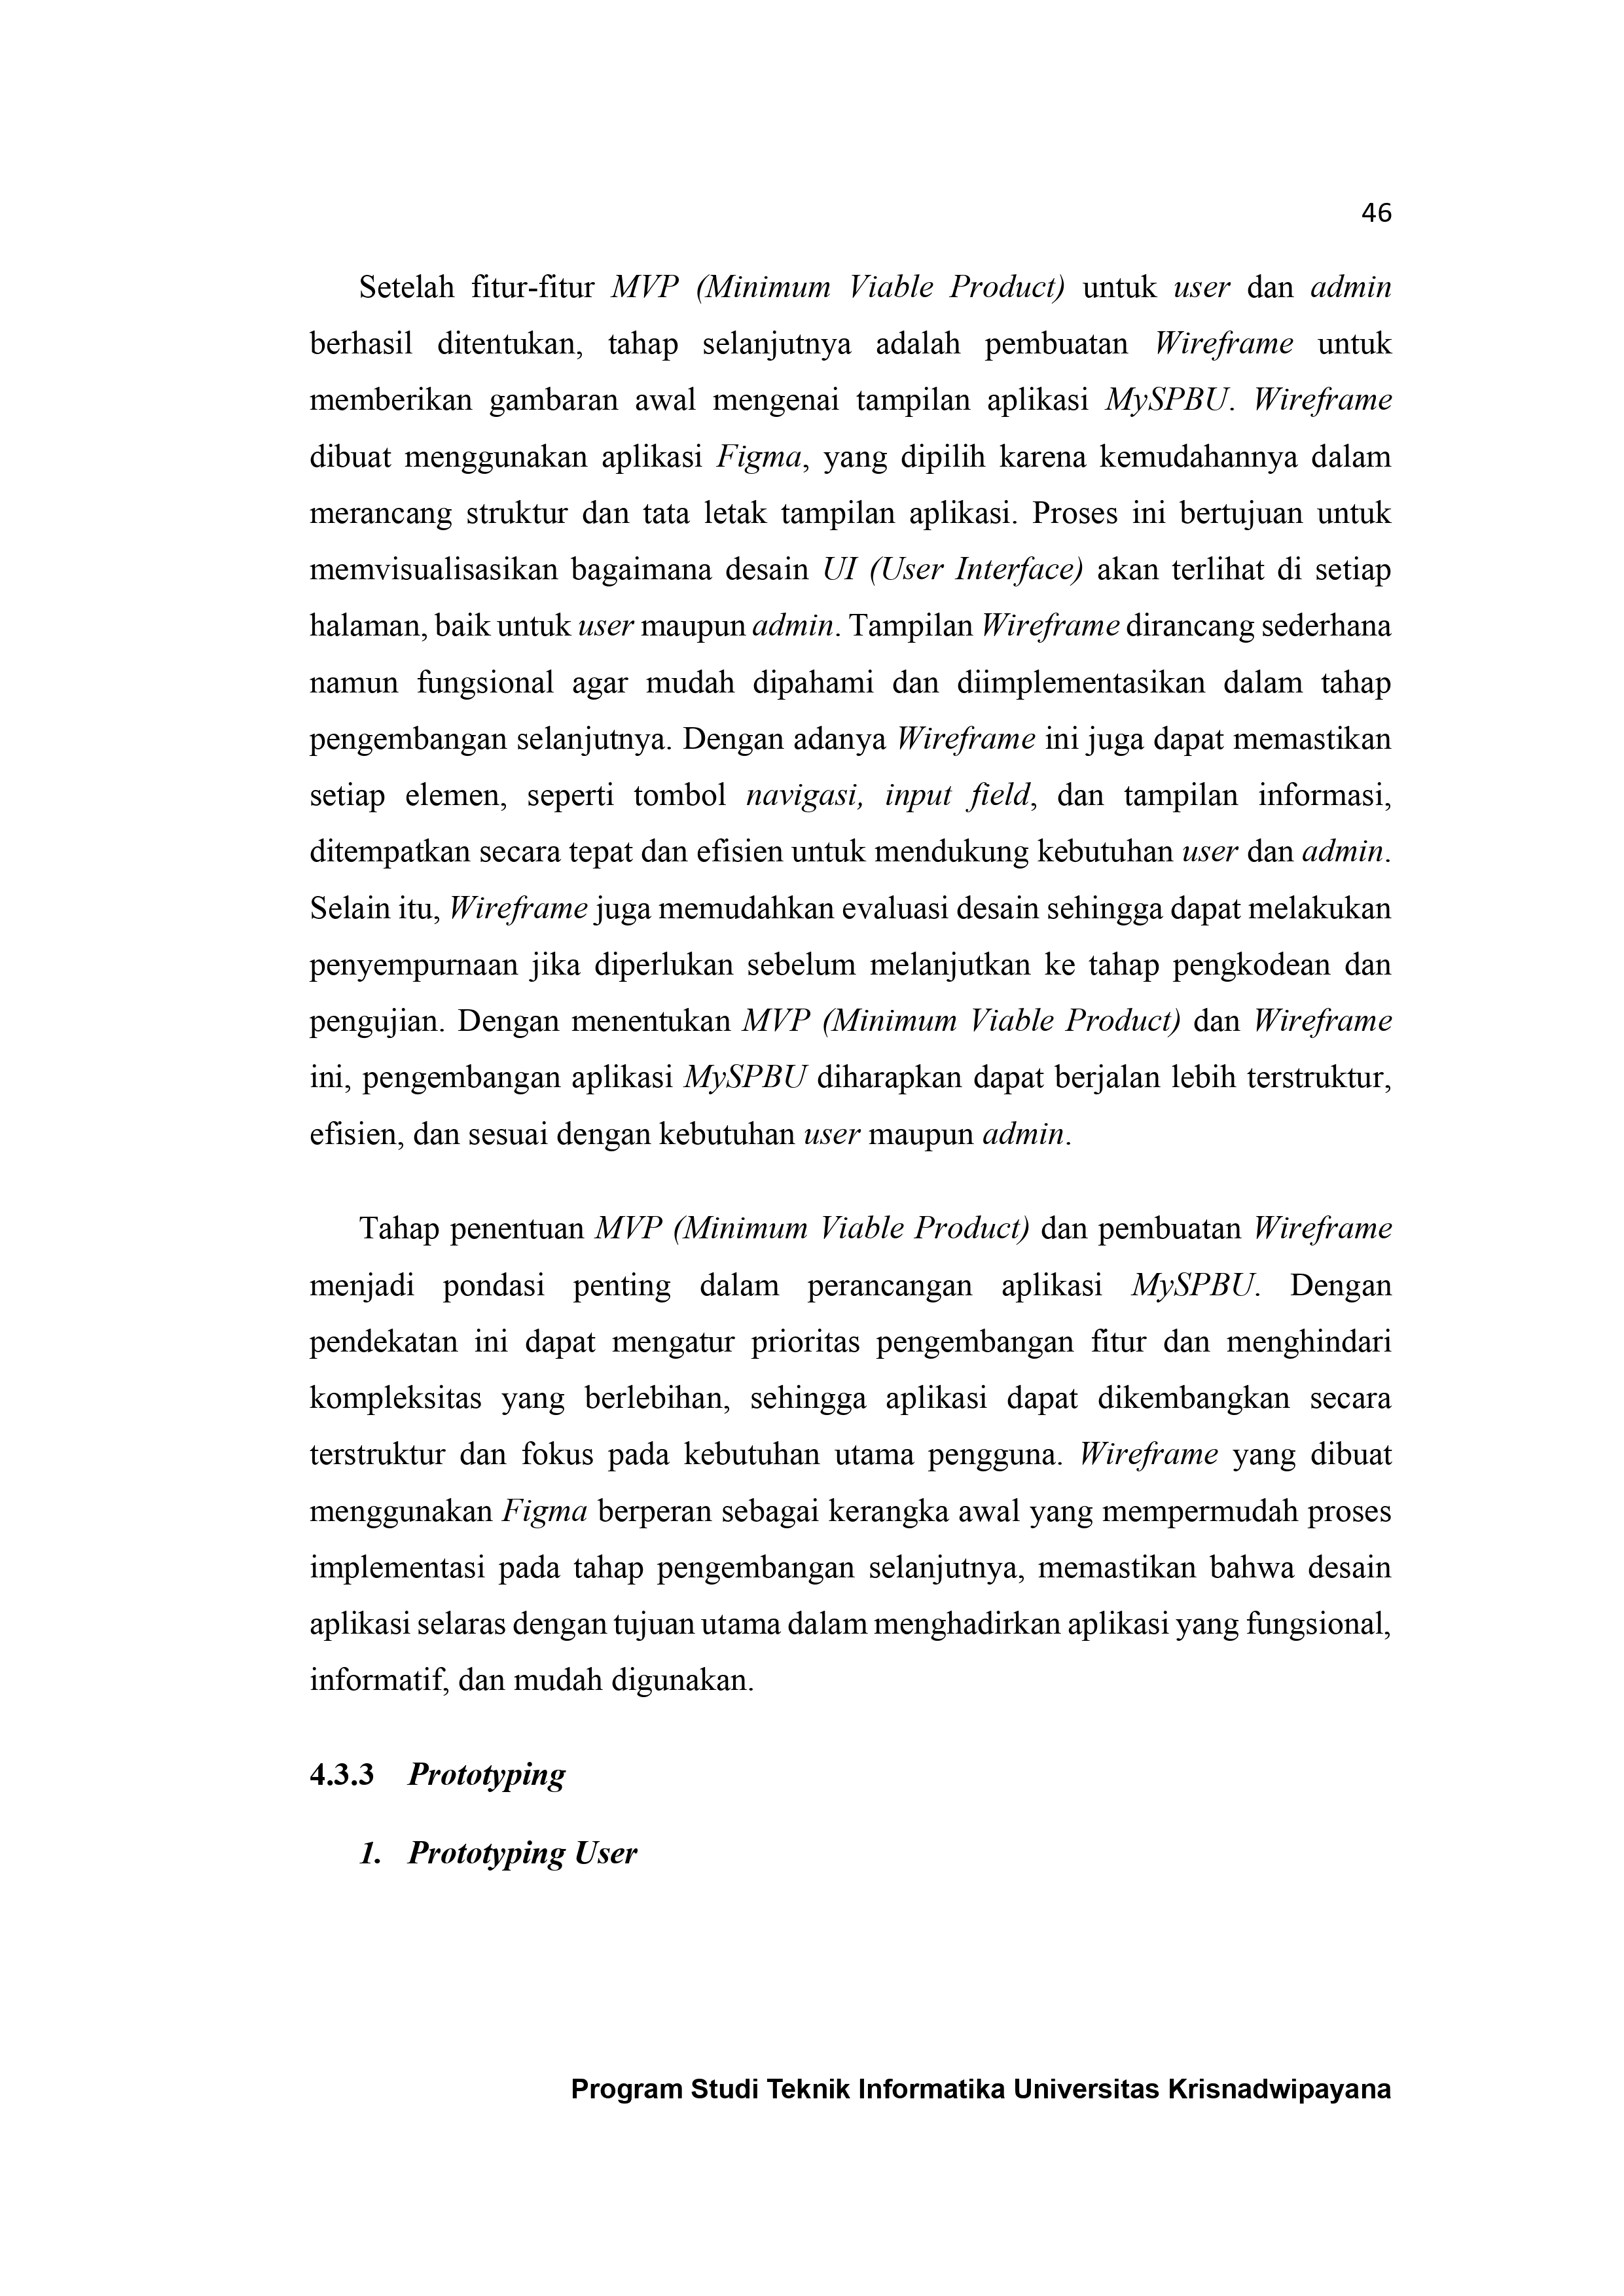 46
Setelah fitur-fitur MVP (Minimum Viable Product) untuk user dan admin
berhasil ditentukan, tahap selanjutnya adalah pembuatan Wireframe untuk
memberikan gambaran awal mengenai tampilan aplikasi MySPBU. Wireframe
dibuat menggunakan aplikasi Figma, yang dipilih karena kemudahannya dalam
merancang struktur dan tata letak tampilan aplikasi. Proses ini bertujuan untuk
memvisualisasikan bagaimana desain UI (User Interface) akan terlihat di setiap
halaman, baik untuk user maupun admin. Tampilan Wireframe dirancang sederhana
namun fungsional agar mudah dipahami dan diimplementasikan dalam tahap
pengembangan selanjutnya. Dengan adanya Wireframe ini juga dapat memastikan
setiap elemen, seperti tombol navigasi, input field, dan tampilan informasi,
ditempatkan secara tepat dan efisien untuk mendukung kebutuhan user dan admin.
Selain itu, Wireframe juga memudahkan evaluasi desain sehingga dapat melakukan
penyempurnaan jika diperlukan sebelum melanjutkan ke tahap pengkodean dan
pengujian. Dengan menentukan MVP (Minimum Viable Product) dan Wireframe
ini, pengembangan aplikasi MySPBU diharapkan dapat berjalan lebih terstruktur,
efisien, dan sesuai dengan kebutuhan user maupun admin.
Tahap penentuan MVP (Minimum Viable Product) dan pembuatan Wireframe
menjadi pondasi penting dalam perancangan aplikasi MySPBU. Dengan
pendekatan ini dapat mengatur prioritas pengembangan fitur dan menghindari
kompleksitas yang berlebihan, sehingga aplikasi dapat dikembangkan secara
terstruktur dan fokus pada kebutuhan utama pengguna. Wireframe yang dibuat
menggunakan Figma berperan sebagai kerangka awal yang mempermudah proses
implementasi pada tahap pengembangan selanjutnya, memastikan bahwa desain
aplikasi selaras dengan tujuan utama dalam menghadirkan aplikasi yang fungsional,
informatif, dan mudah digunakan.
4.3.3 Prototyping
1. Prototyping User
Program Studi Teknik Informatika Universitas Krisnadwipayana